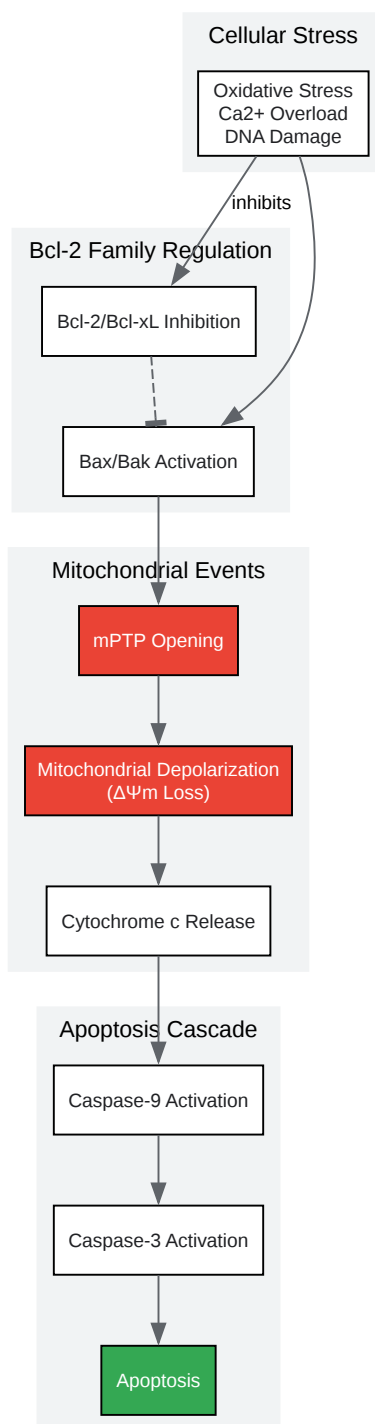 Cellular Stress
Oxidative Stress
Ca2+ Overload
DNA Damage
inhibits
Bcl-2 Family Regulation
Bcl-2/Bcl-xL Inhibition
Bax/Bak Activation
Mitochondrial Events
mPTP Opening
Mitochondrial Depolarization
(ΔΨm Loss)
Cytochrome c Release
Apoptosis Cascade
Caspase-9 Activation
Caspase-3 Activation
Apoptosis